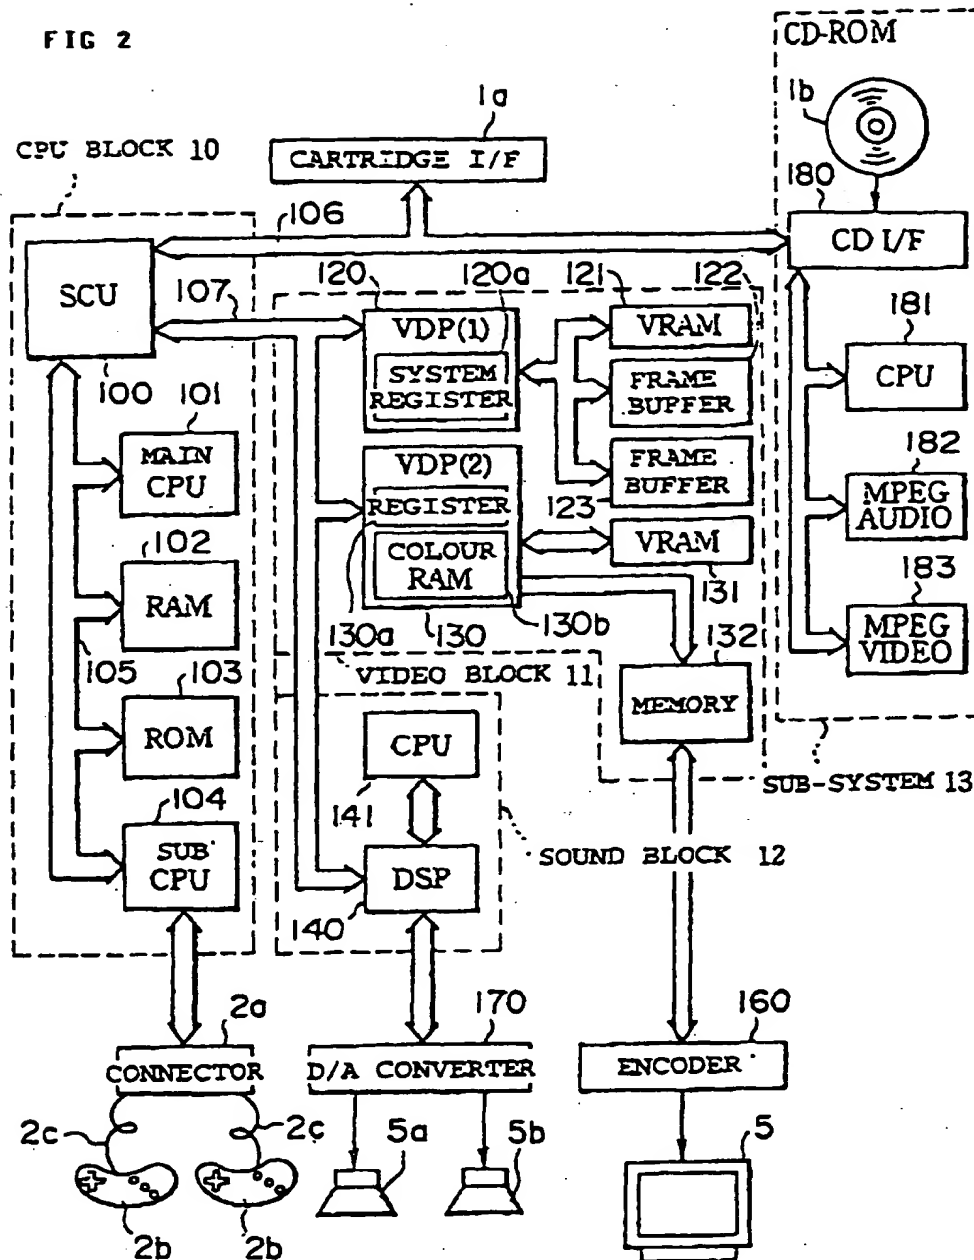 FIG 2
CD-ROM
1a
1b
CPU BLOCK 10
CARTRIDGE I/F
180
106
CD I/F
SCU
107
120
120a
121
122
VDP(1)
VRAM
181
SYSTEM
REGISTER
FRAME
BUFFER
CPU
100
101
MAIN
CPU
VDP(2)
FRAME
BUFFER
182
REGISTER
123
MPEG
AUDIO
102
COLOUR
RAM
VRAM
RAM
131
183
130a
130
130b
132
MPEG
VIDEO
105
103
VIDEO BLOCK 11
MEMORY
ROM
CPU
141
SUB-SYSTEM 13
104
SUB
CPU
SOUND BLOCK 12
DSP
140
2a
170
160
CONNECTOR
D/A CONVERTER
ENCODER
2c
2c
5a
5b
5
2b
2b